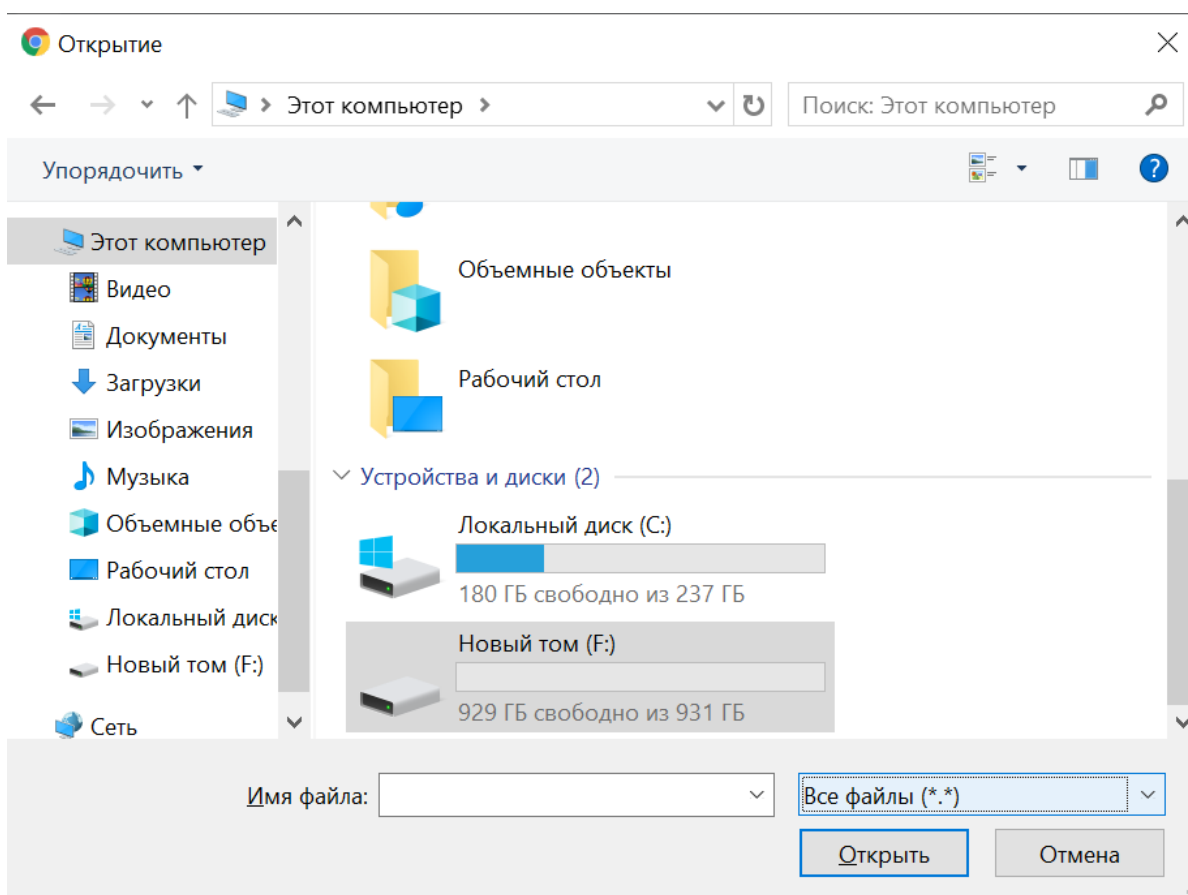 Открытие
Этот компьютер
Поиск: Этот компьютер
Упорядочить
?
Этот компьютер
Видео
Документы
Загрузки
Изображения
Музыка
Объемные объе
Рабочий стол
Локальный диск
Новый том (F:)
Сеть
Объемные объекты
Рабочий стол
Устройства и диски (2)
Локальный диск (C:)
180 ГБ свободно из 237 ГБ
Новый том (F:)
929 ГБ свободно из 931 ГБ
Имя файла:
Все файлы (*.*)
Открыть
Отмена